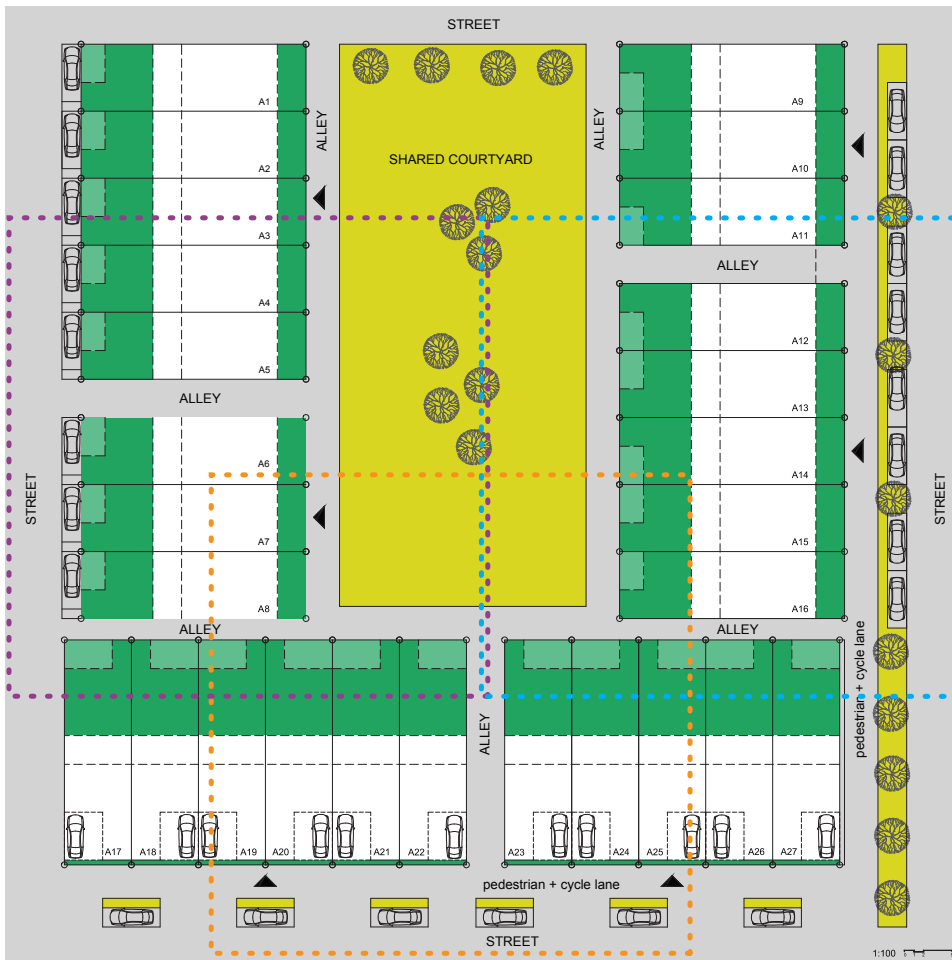 STREET
A1
A2
A3
A4
A5
ALLEY
SHARED COURTYARD
ALLEY
A9
A10
A11
ALLEY
A12
A13
A14
A15
A16
ALLEY
STREET
A6
A7
A8
ALLEY
ALLEY
STREET
pedestrian + cycle lane
ALLEY
A17
A18
A19
A20
A21
A22
A23
A24
A25
A26
A27
pedestrian + cycle lane
STREET
1:100